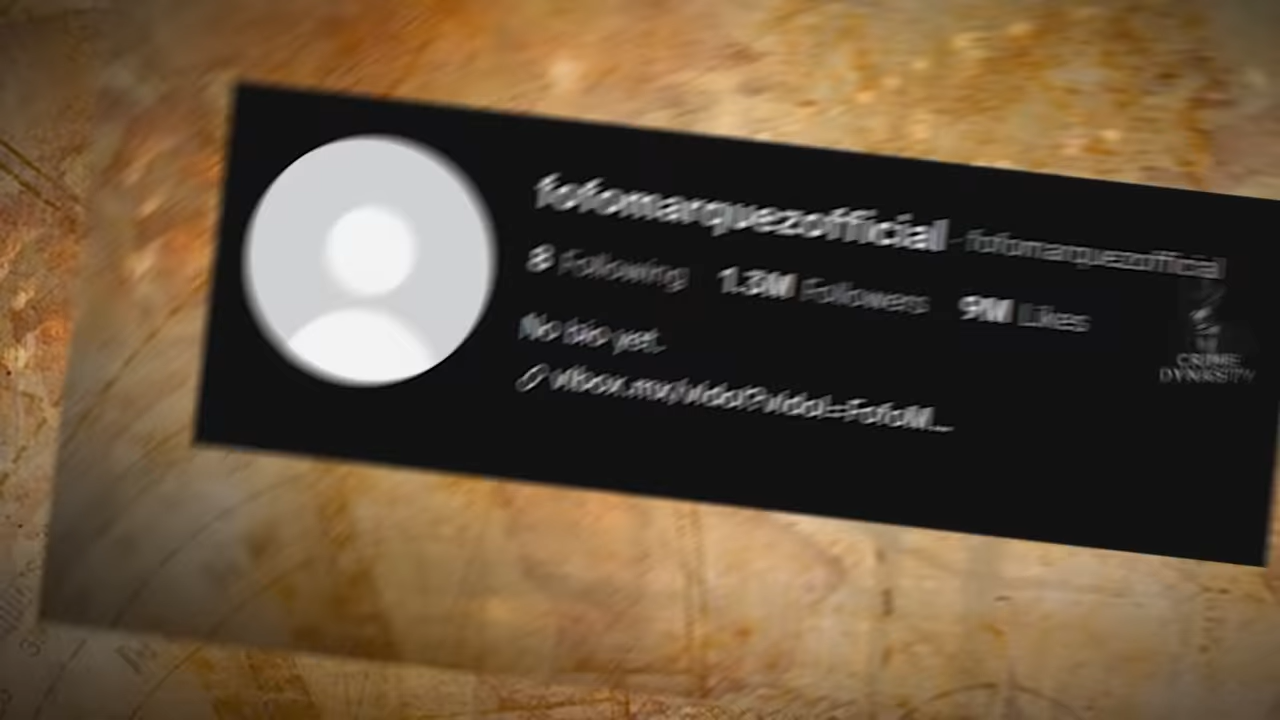 fofomarquezofficial fofomarquezofficial
8 Following 1.3M Followers 9M Likes
No bio yet.
CRIME
DYNASTY